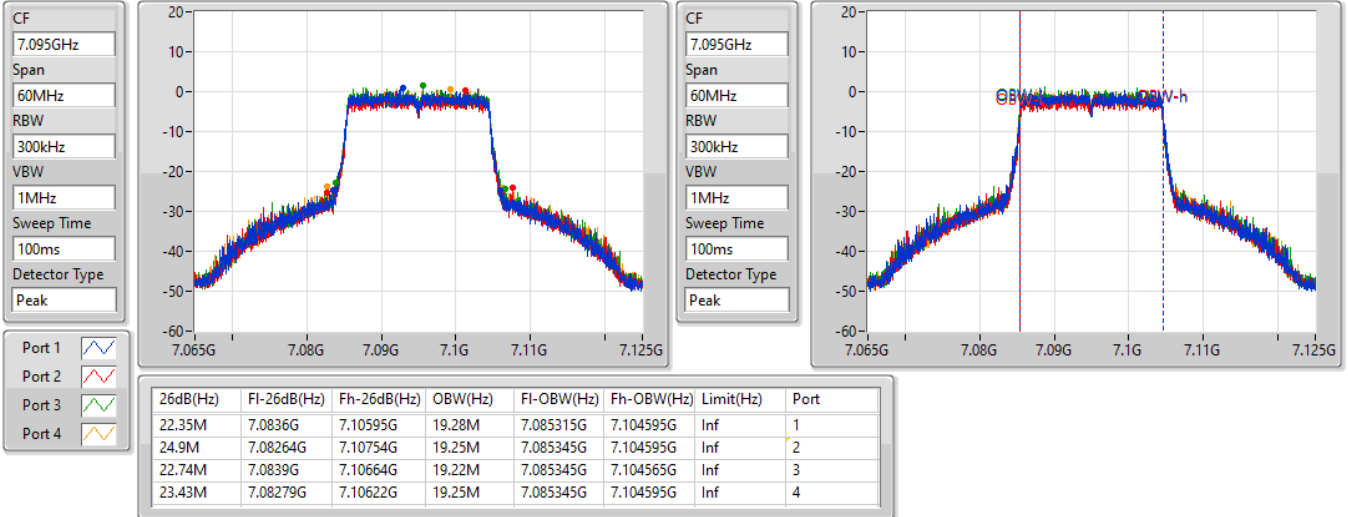 CF
7.095GHz
Span
60MHz
RBW
300kHz
VBW
1MHz
Sweep Time
100ms
Detector Type
Peak
20
10
0
-10
-20
-30
-40
-50
-60
7.065G 7.08G 7.09G 7.1G 7.11G 7.125G
CF
7.095GHz
Span
60MHz
RBW
300kHz
VBW
1MHz
Sweep Time
100ms
Detector Type
Peak
20
10
0
-10
-20
-30
-40
-50
-60
OBW-h
7.065G 7.08G 7.09G 7.1G 7.11G 7.125G
Port 1
Port 2
Port 3
Port 4
26dB(Hz) Fl-26dB(Hz) Fh-26dB(Hz) OBW(Hz) Fl-OBW(Hz) Fh-OBW(Hz) Limit(Hz) Port
22.35M 7.0836G 7.10595G 19.28M 7.085315G 7.104595G Inf 1
24.9M 7.08264G 7.10754G 19.25M 7.085345G 7.104595G Inf 2
22.74M 7.0839G 7.10664G 19.22M 7.085345G 7.104565G Inf 3
23.43M 7.08279G 7.10622G 19.25M 7.085345G 7.104595G Inf 4